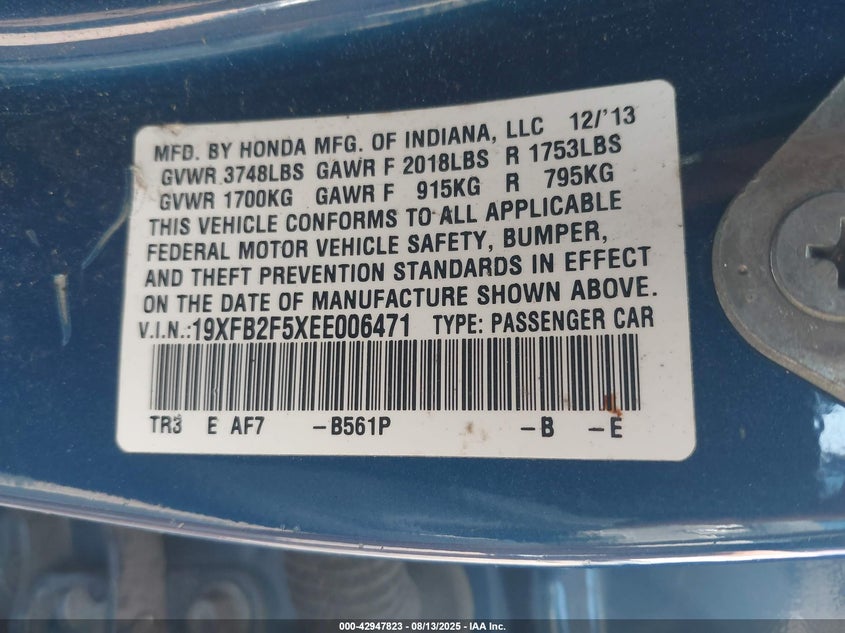 MFD. BY HONDA MFG. OF INDIANA, LLC 12/'13
GVWR 3748LBS GAWR F 2018LBS R 1753LBS
GVWR 1700KG GAWR F 915KG R 795KG
THIS VEHICLE CONFORMS TO ALL APPLICABLE
FEDERAL MOTOR VEHICLE SAFETY, BUMPER,
AND THEFT PREVENTION STANDARDS IN EFFECT
ON THE DATE OF MANUFACTURE SHOWN ABOVE.
V.I.N.:19XFB2F5XEE006471 TYPE: PASSENGER CAR
TR3 E AF7 -B561P -B -E
000-42947823 - 08/13/2025 - IAA Inc.